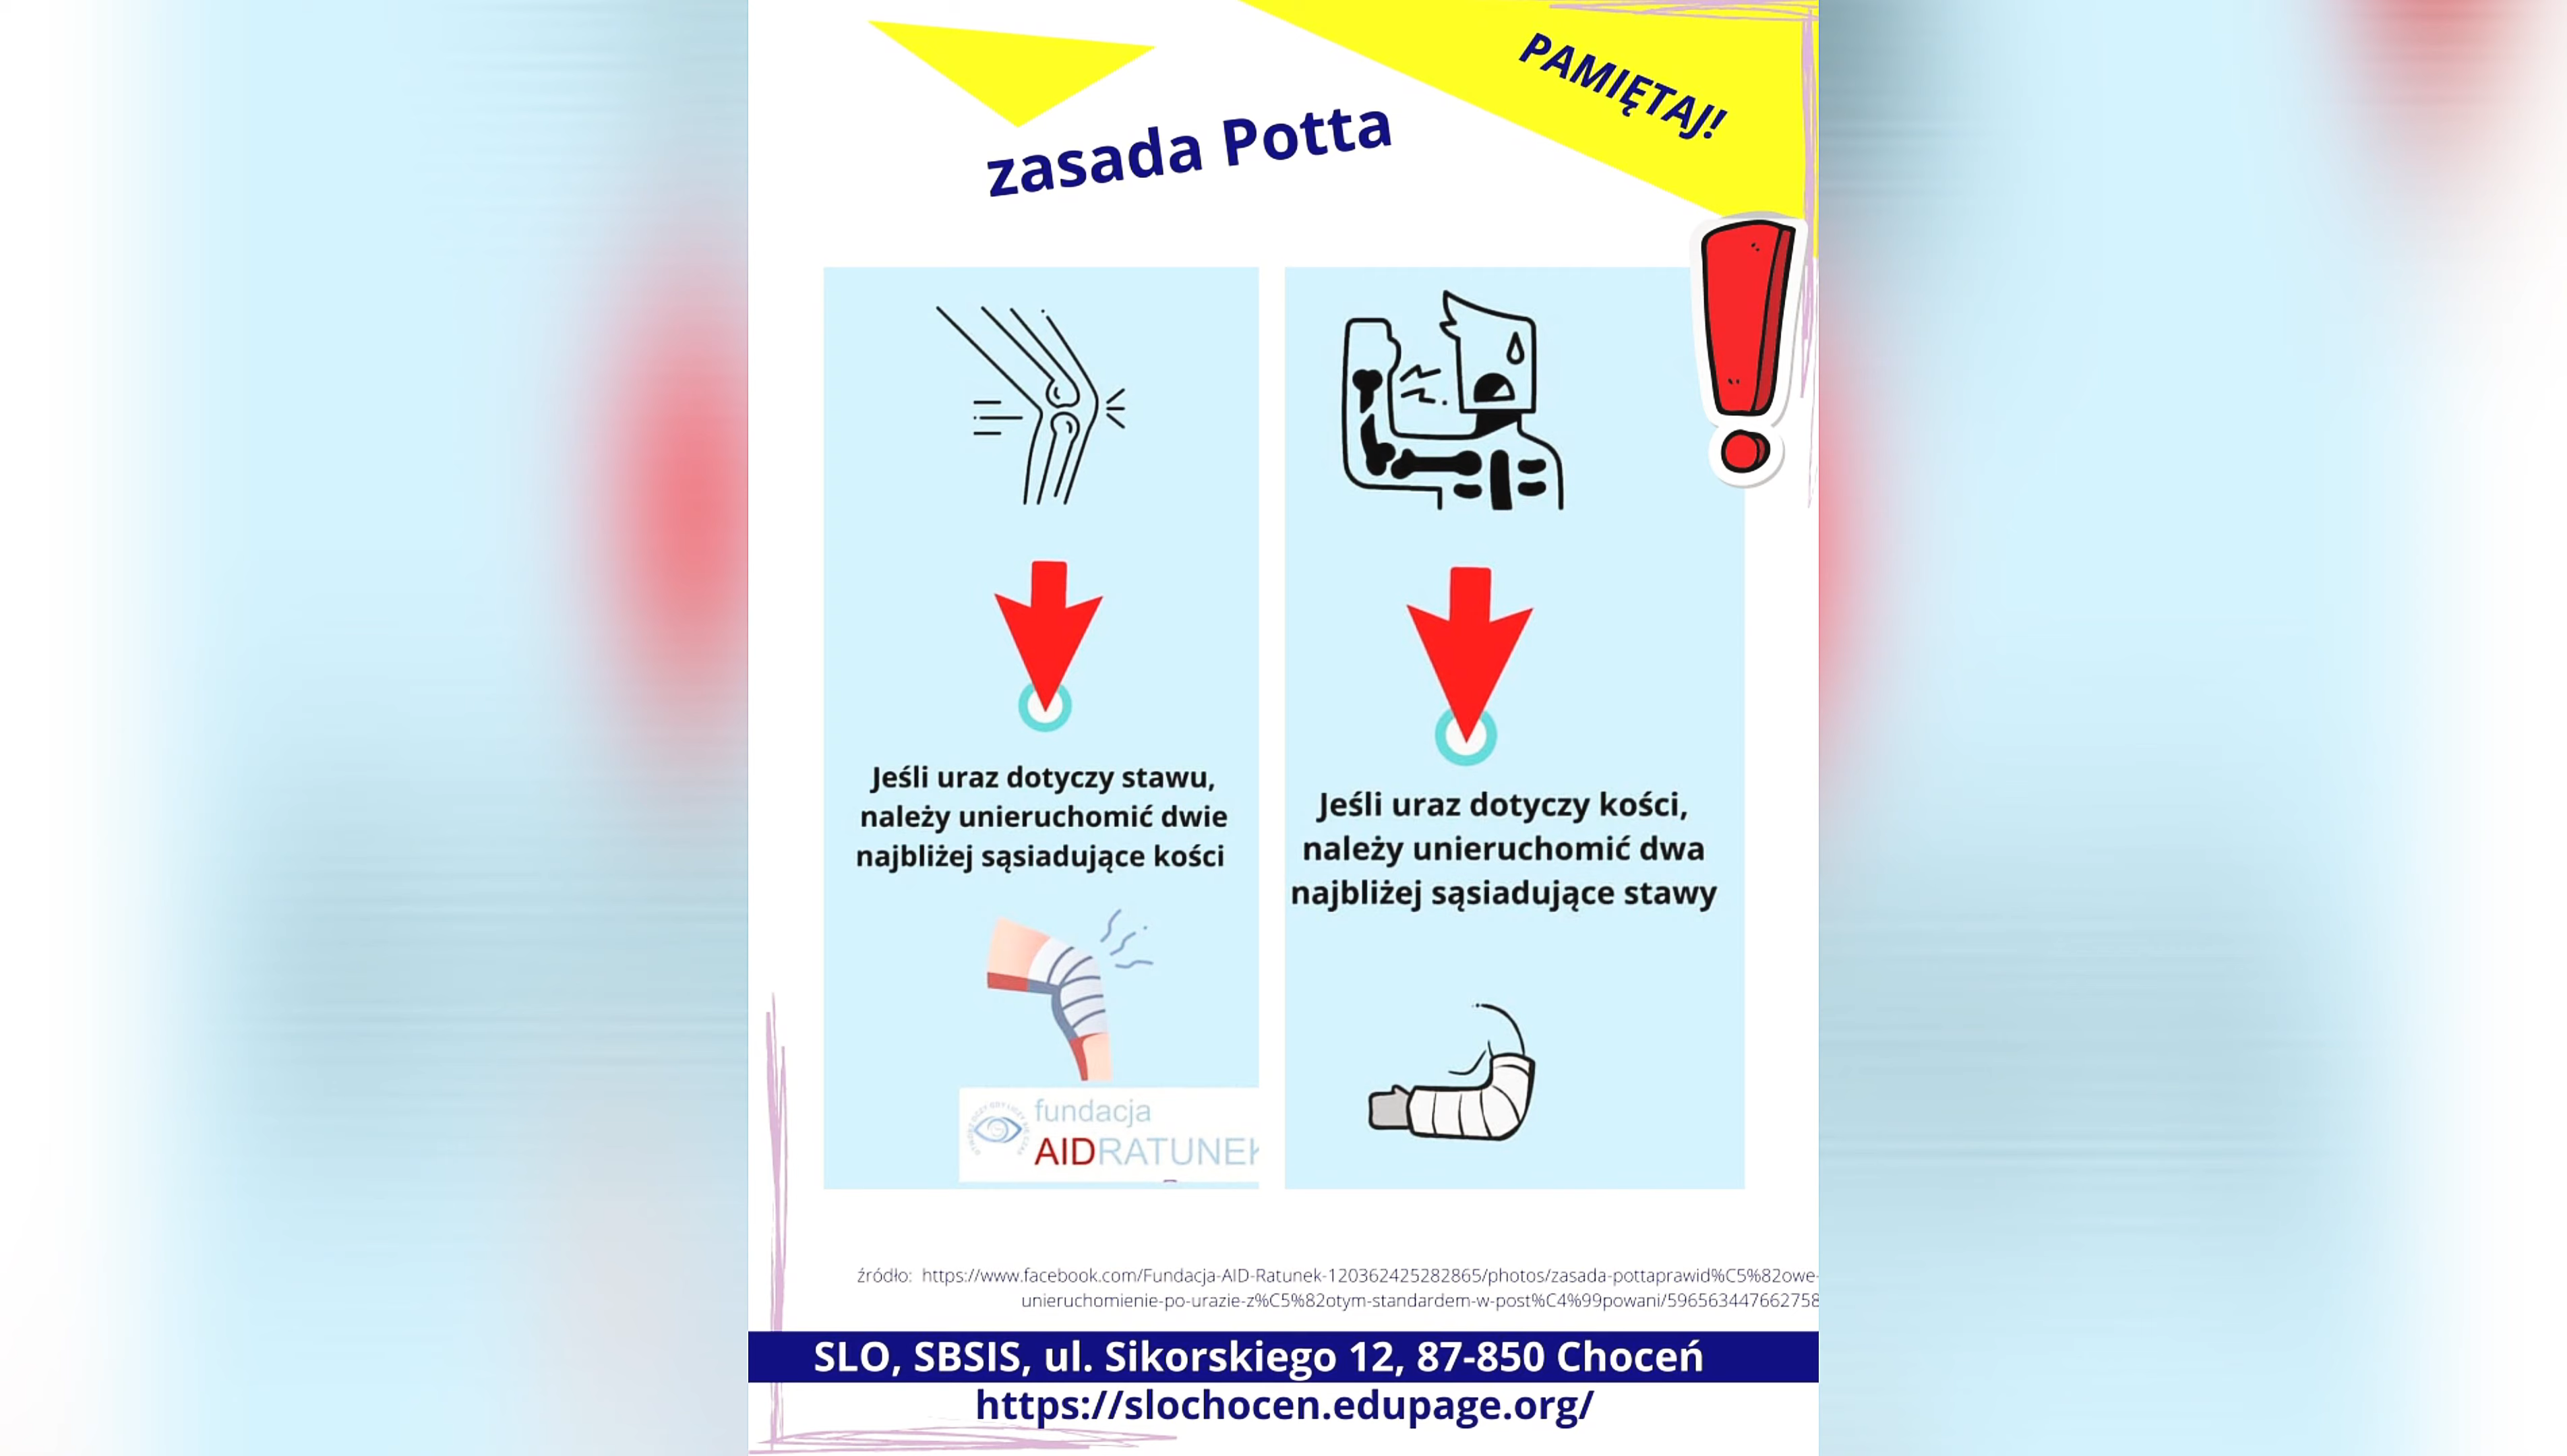 PAMIĘTAJ!
zasada Potta
Jeśli uraz dotyczy stawu,
należy unieruchomić dwie
najbliżej sąsiadujące kości
Jeśli uraz dotyczy kości,
należy unieruchomić dwa
najbliżej sąsiadujące stawy
fundacja
AIDRATUNEK
źródło: https://www.facebook.com/Fundacja-AID-Ratunek-120362425282865/photos/zasada-pottaprawid%C5%82owe-
unieruchomienie-po-urazie-z%C5%82otym-standardem-w-post%C4%99powani/596563447662758
SLO, SBSIS, ul. Sikorskiego 12, 87-850 Choceń
https://slochocen.edupage.org/